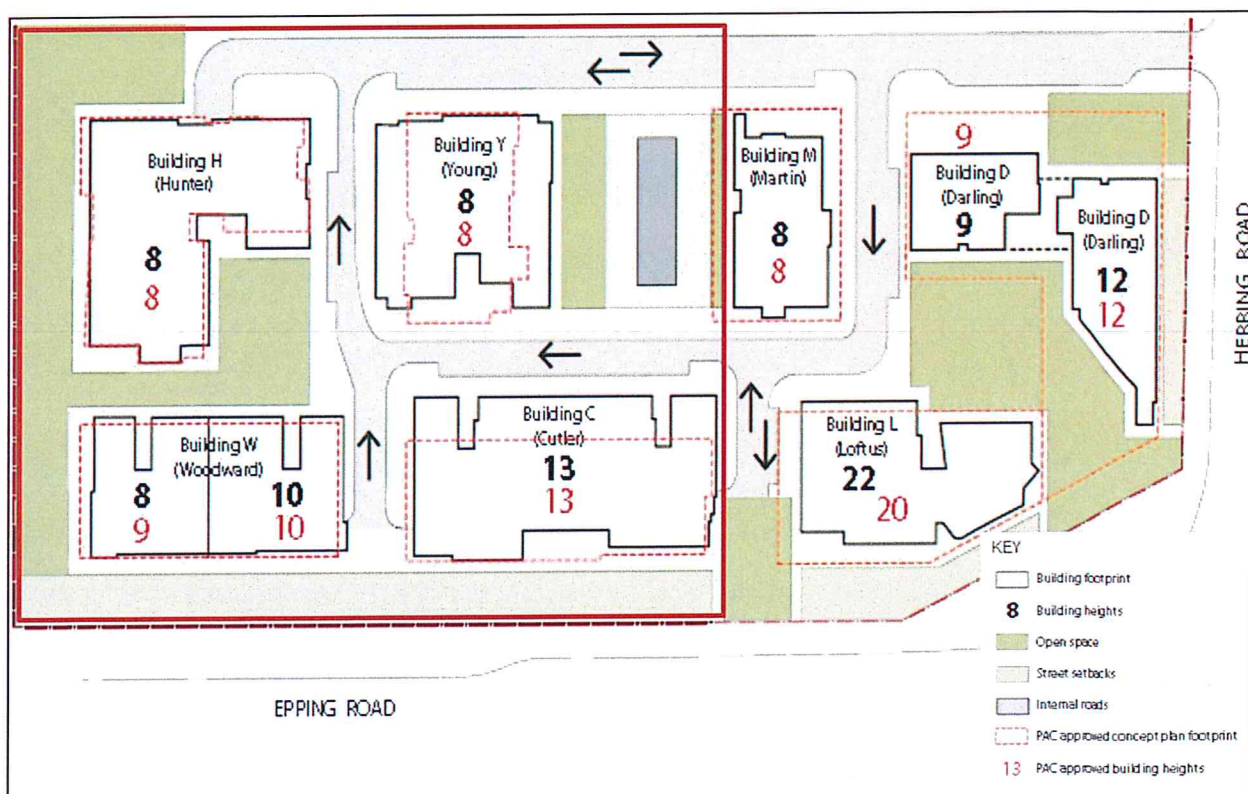 Building H
(Hunter)
8
8
Building Y
(Young)
8
8
Building M
(Martin)
8
8
9
Building D
(Darling)
9
Building D
(Darling)
12
12
HERRING ROAD
Building W
(Woodward)
8
9
10
10
Building C
(Cutler)
13
13
Building L
(Loftus)
22
20
EPPING ROAD
KEY
Building footprint
8 Building heights
Open space
Street setbacks
Internal roads
PAC approved concept plan footprint
13 PAC approved building heights